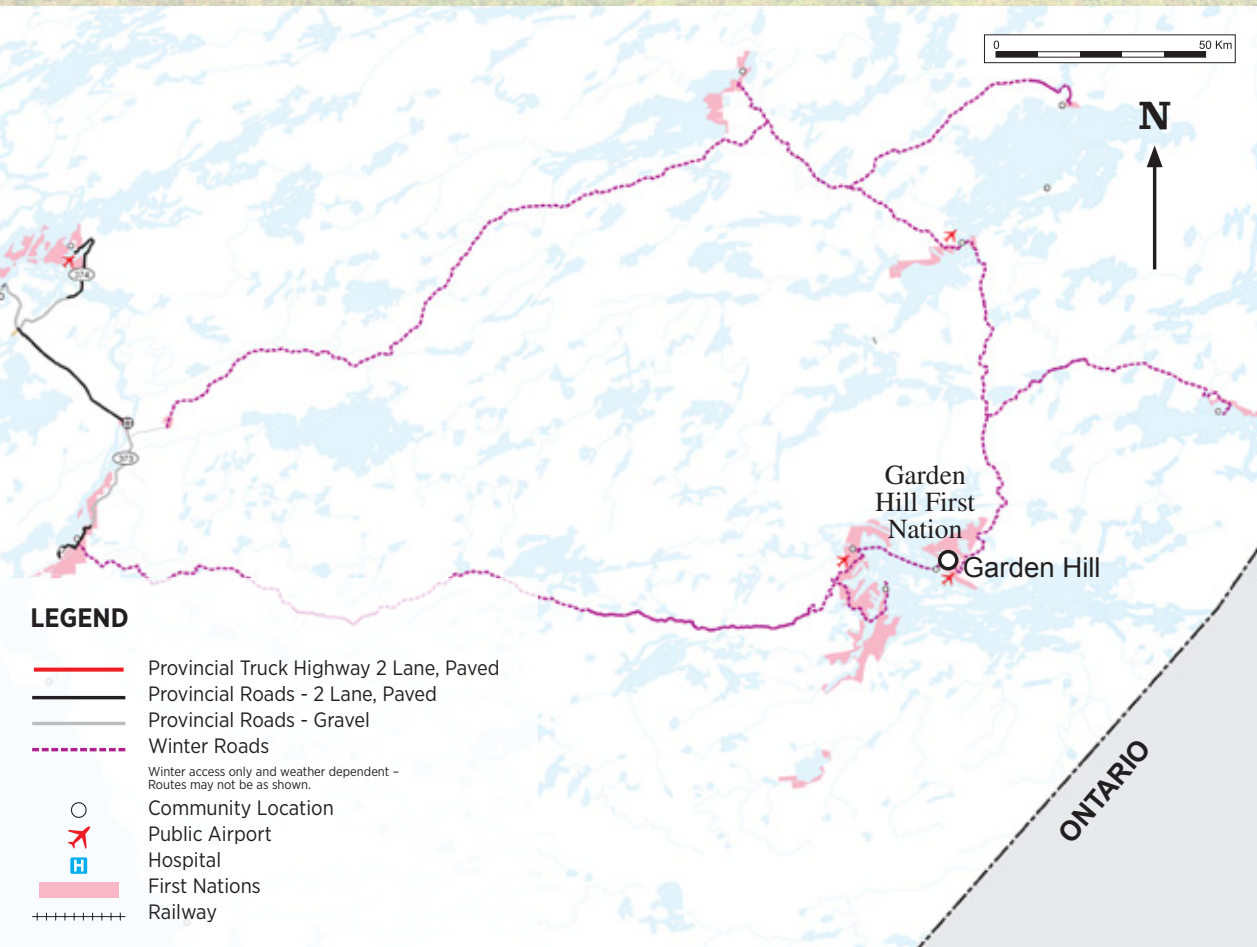 0 50 Km
N
374
373
Garden
Hill First
Nation
Garden Hill
ONTARIO
LEGEND
Provincial Truck Highway 2 Lane, Paved
Provincial Roads - 2 Lane, Paved
Provincial Roads - Gravel
Winter Roads
Winter access only and weather dependent –
Routes may not be as shown.
Community Location
Public Airport
H Hospital
First Nations
Railway